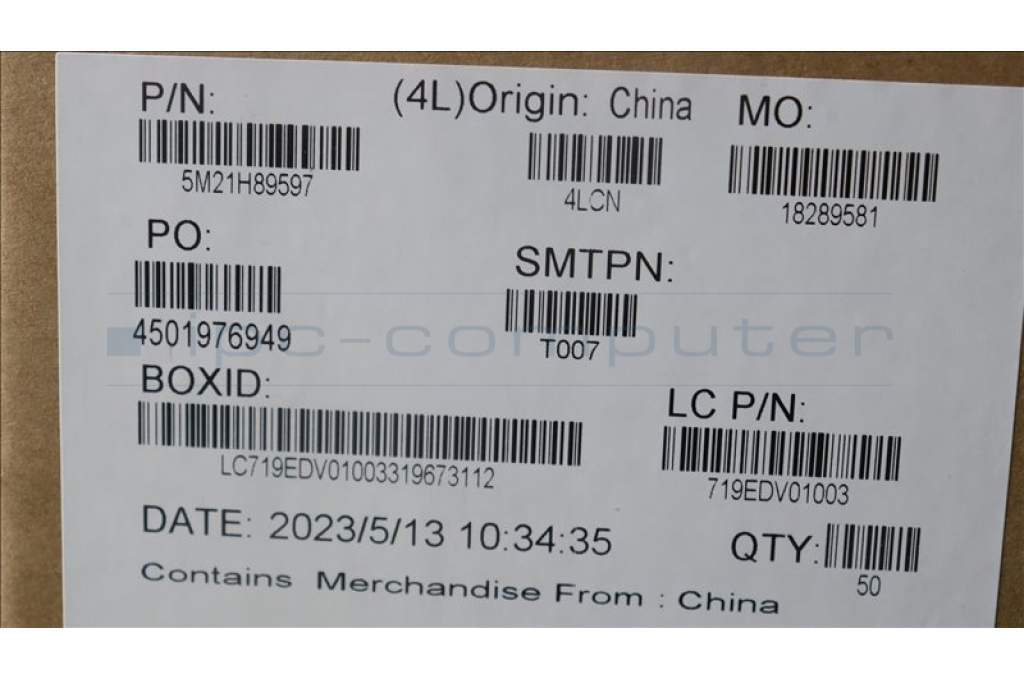 P/N: (4L)Origin: China MO:
5M21H89597 4LCN 18289581
PO: SMTPN:
4501976949 T007
ipc-computer
BOXID: LC P/N:
LC719EDV01003319673112 719EDV01003
DATE: 2023/5/13 10:34:35 QTY:
50
Contains Merchandise From : China